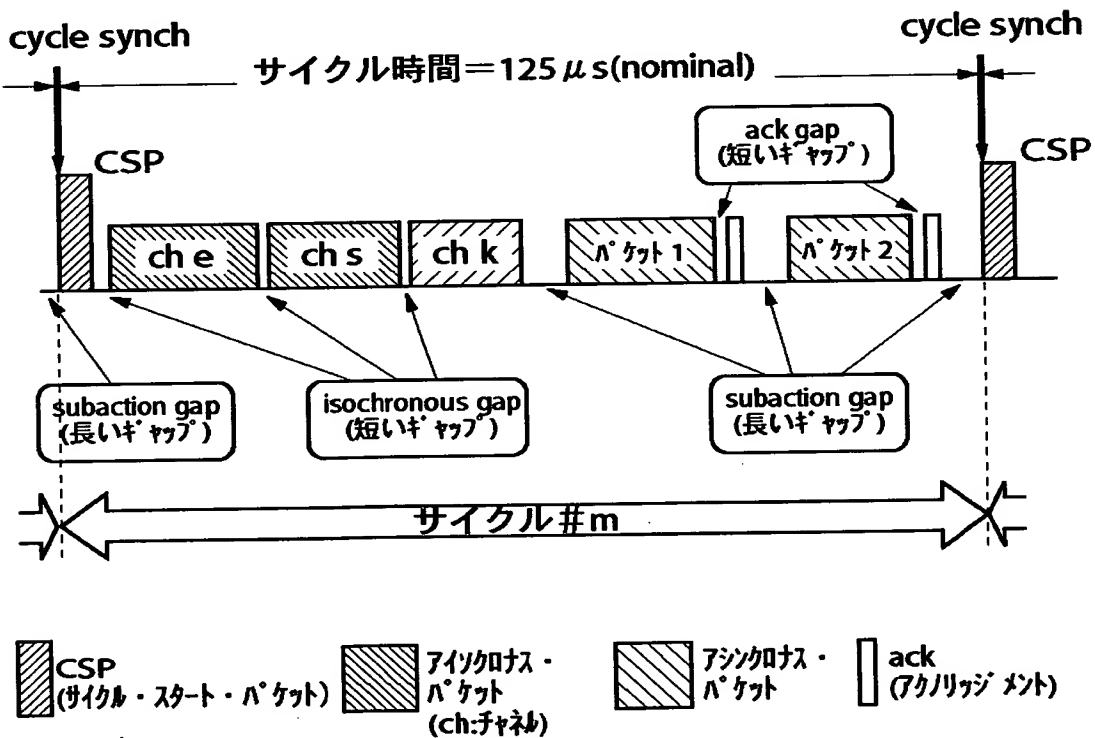 cycle synch
cycle synch
サイクル時間＝125μs(nominal)
CSP
ack gap
(短いギャップ)
CSP
ch e
ch s
ch k
パケット1
パケット2
subaction gap
(長いギャップ)
isochronous gap
(短いギャップ)
subaction gap
(長いギャップ)
サイクル＃m
CSP
(サイクル・スタート・パケット)
アイソクロナス・
パケット
(ch:チャネル)
アシンクロナス・
パケット
ack
(アクノリッジメント)